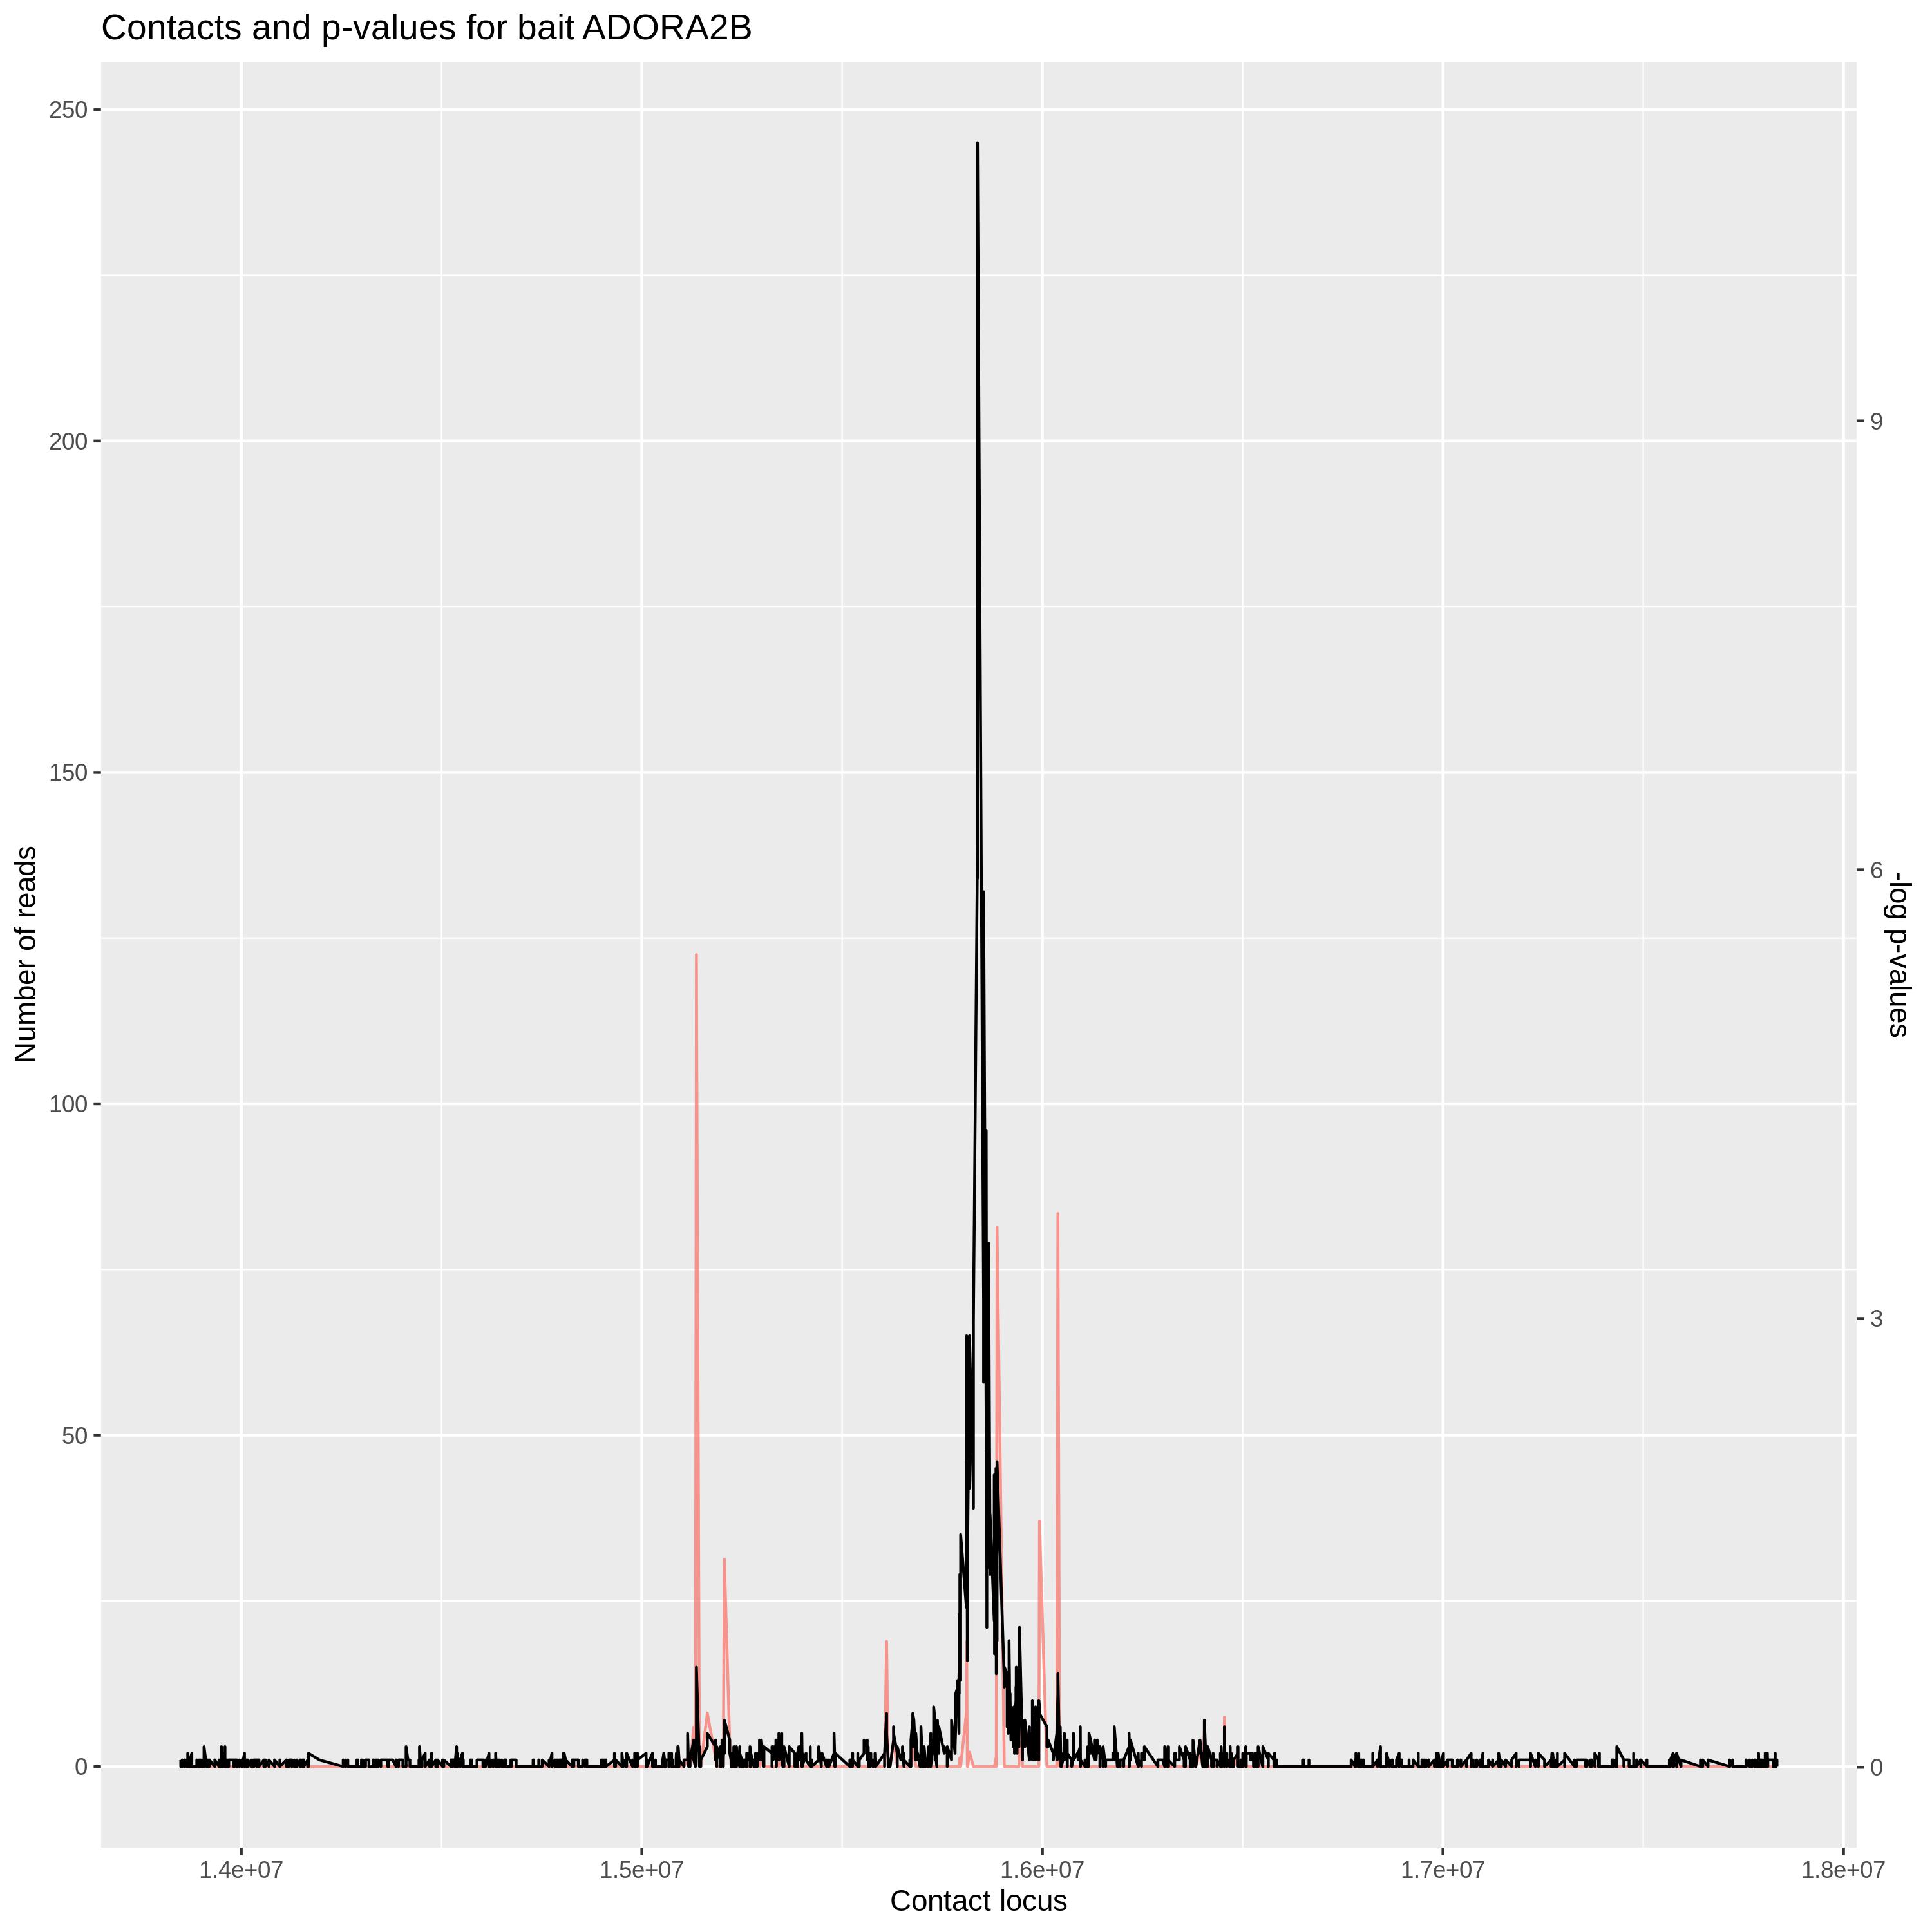 Contacts and p-values for bait ADORA2B
250
200
150
100
50
0
Number of reads
9
6
3
0
-log p-values
1.4e+07 1.5e+07 1.6e+07 1.7e+07 1.8e+07
Contact locus